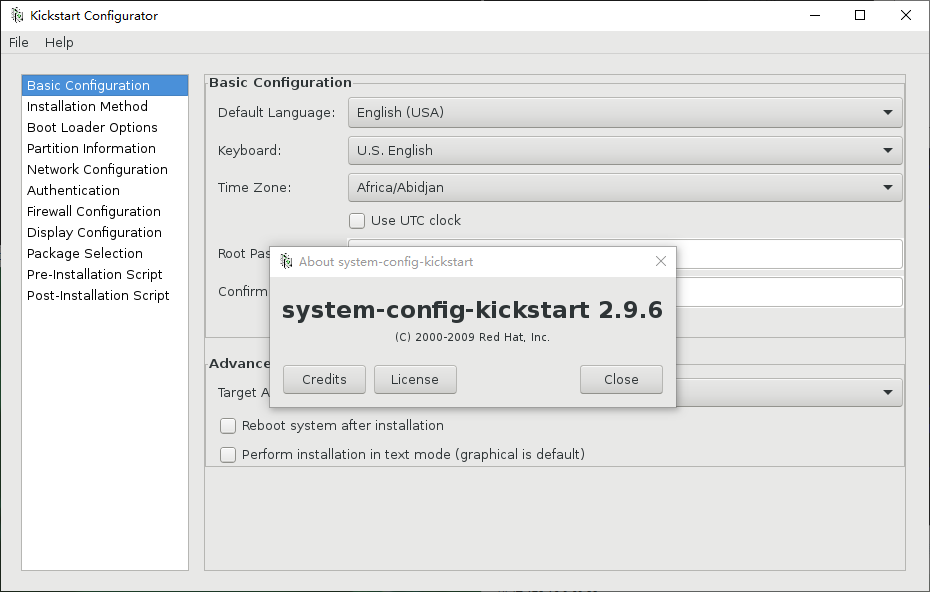 Kickstart Configurator
File Help
Basic Configuration
Installation Method
Boot Loader Options
Partition Information
Network Configuration
Authentication
Firewall Configuration
Display Configuration
Package Selection
Pre-Installation Script
Post-Installation Script
Basic Configuration
Default Language: English (USA)
Keyboard: U.S. English
Time Zone: Africa/Abidjan
Use UTC clock
Root Pas
Confirm
Advance
Target A
Reboot system after installation
Perform installation in text mode (graphical is default)
About system-config-kickstart
system-config-kickstart 2.9.6
(C) 2000-2009 Red Hat, Inc.
Credits License Close